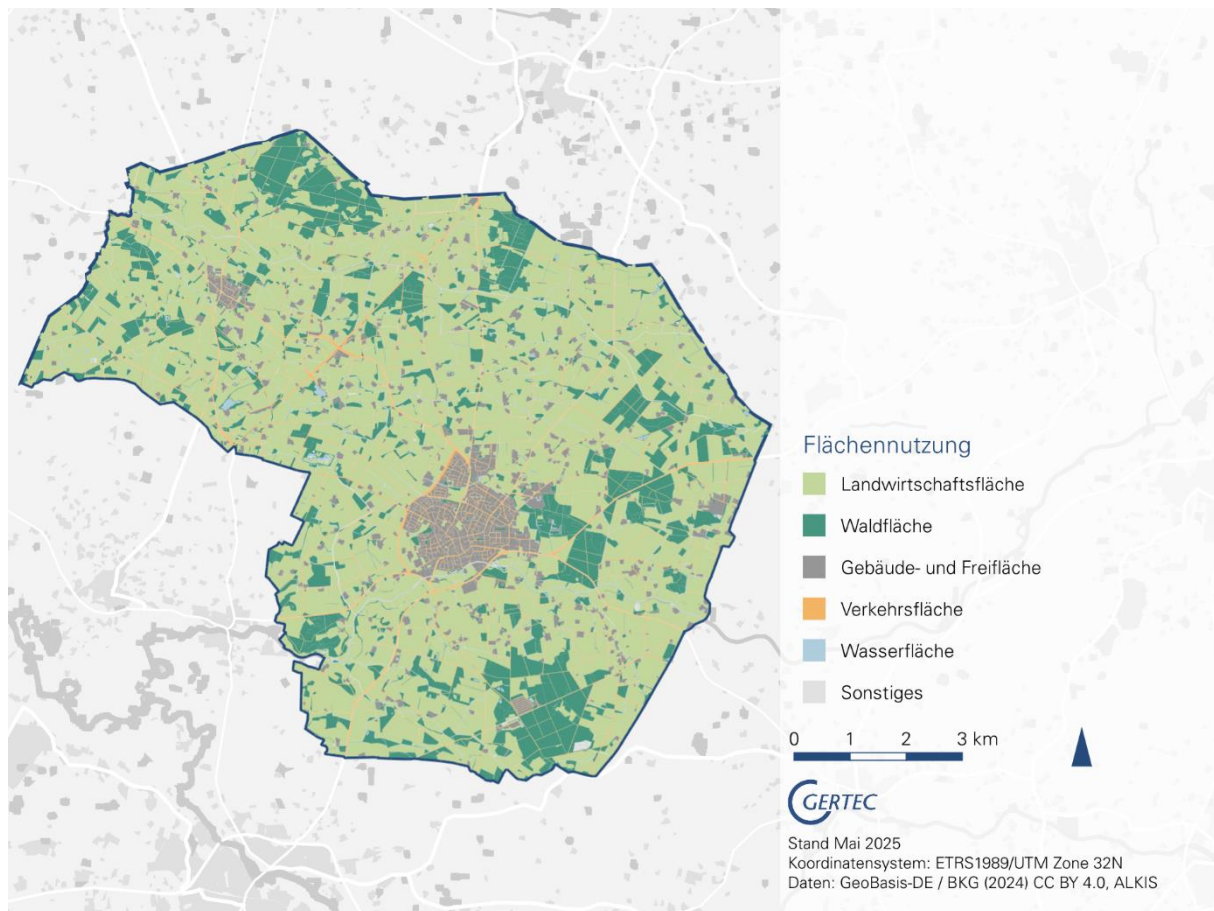 Flächennutzung
Landwirtschaftsfläche
Waldfläche
Gebäude- und Freifläche
Verkehrsfläche
Wasserfläche
Sonstiges
0 1 2 3 km
GERTEC
Stand Mai 2025
Koordinatensystem: ETRS1989/UTM Zone 32N
Daten: GeoBasis-DE / BKG (2024) CC BY 4.0, ALKIS